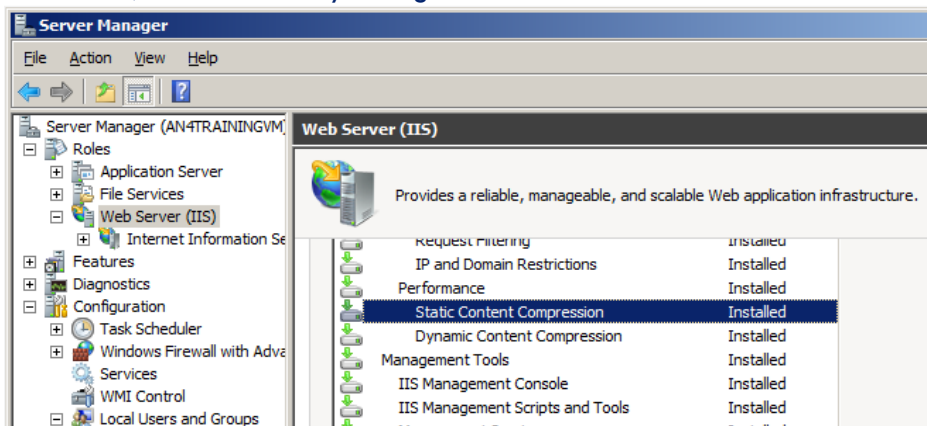 Server Manager
File Action View Help
Server Manager (AN4TRAININGVM)
Roles
Application Server
File Services
Web Server (IIS)
Internet Information Se
Features
Diagnostics
Configuration
Task Scheduler
Windows Firewall with Adva
Services
WMI Control
Local Users and Groups
Web Server (IIS)
Provides a reliable, manageable, and scalable Web application infrastructure.
Request Filtering Installed
IP and Domain Restrictions Installed
Performance Installed
Static Content Compression Installed
Dynamic Content Compression Installed
Management Tools Installed
IIS Management Console Installed
IIS Management Scripts and Tools Installed